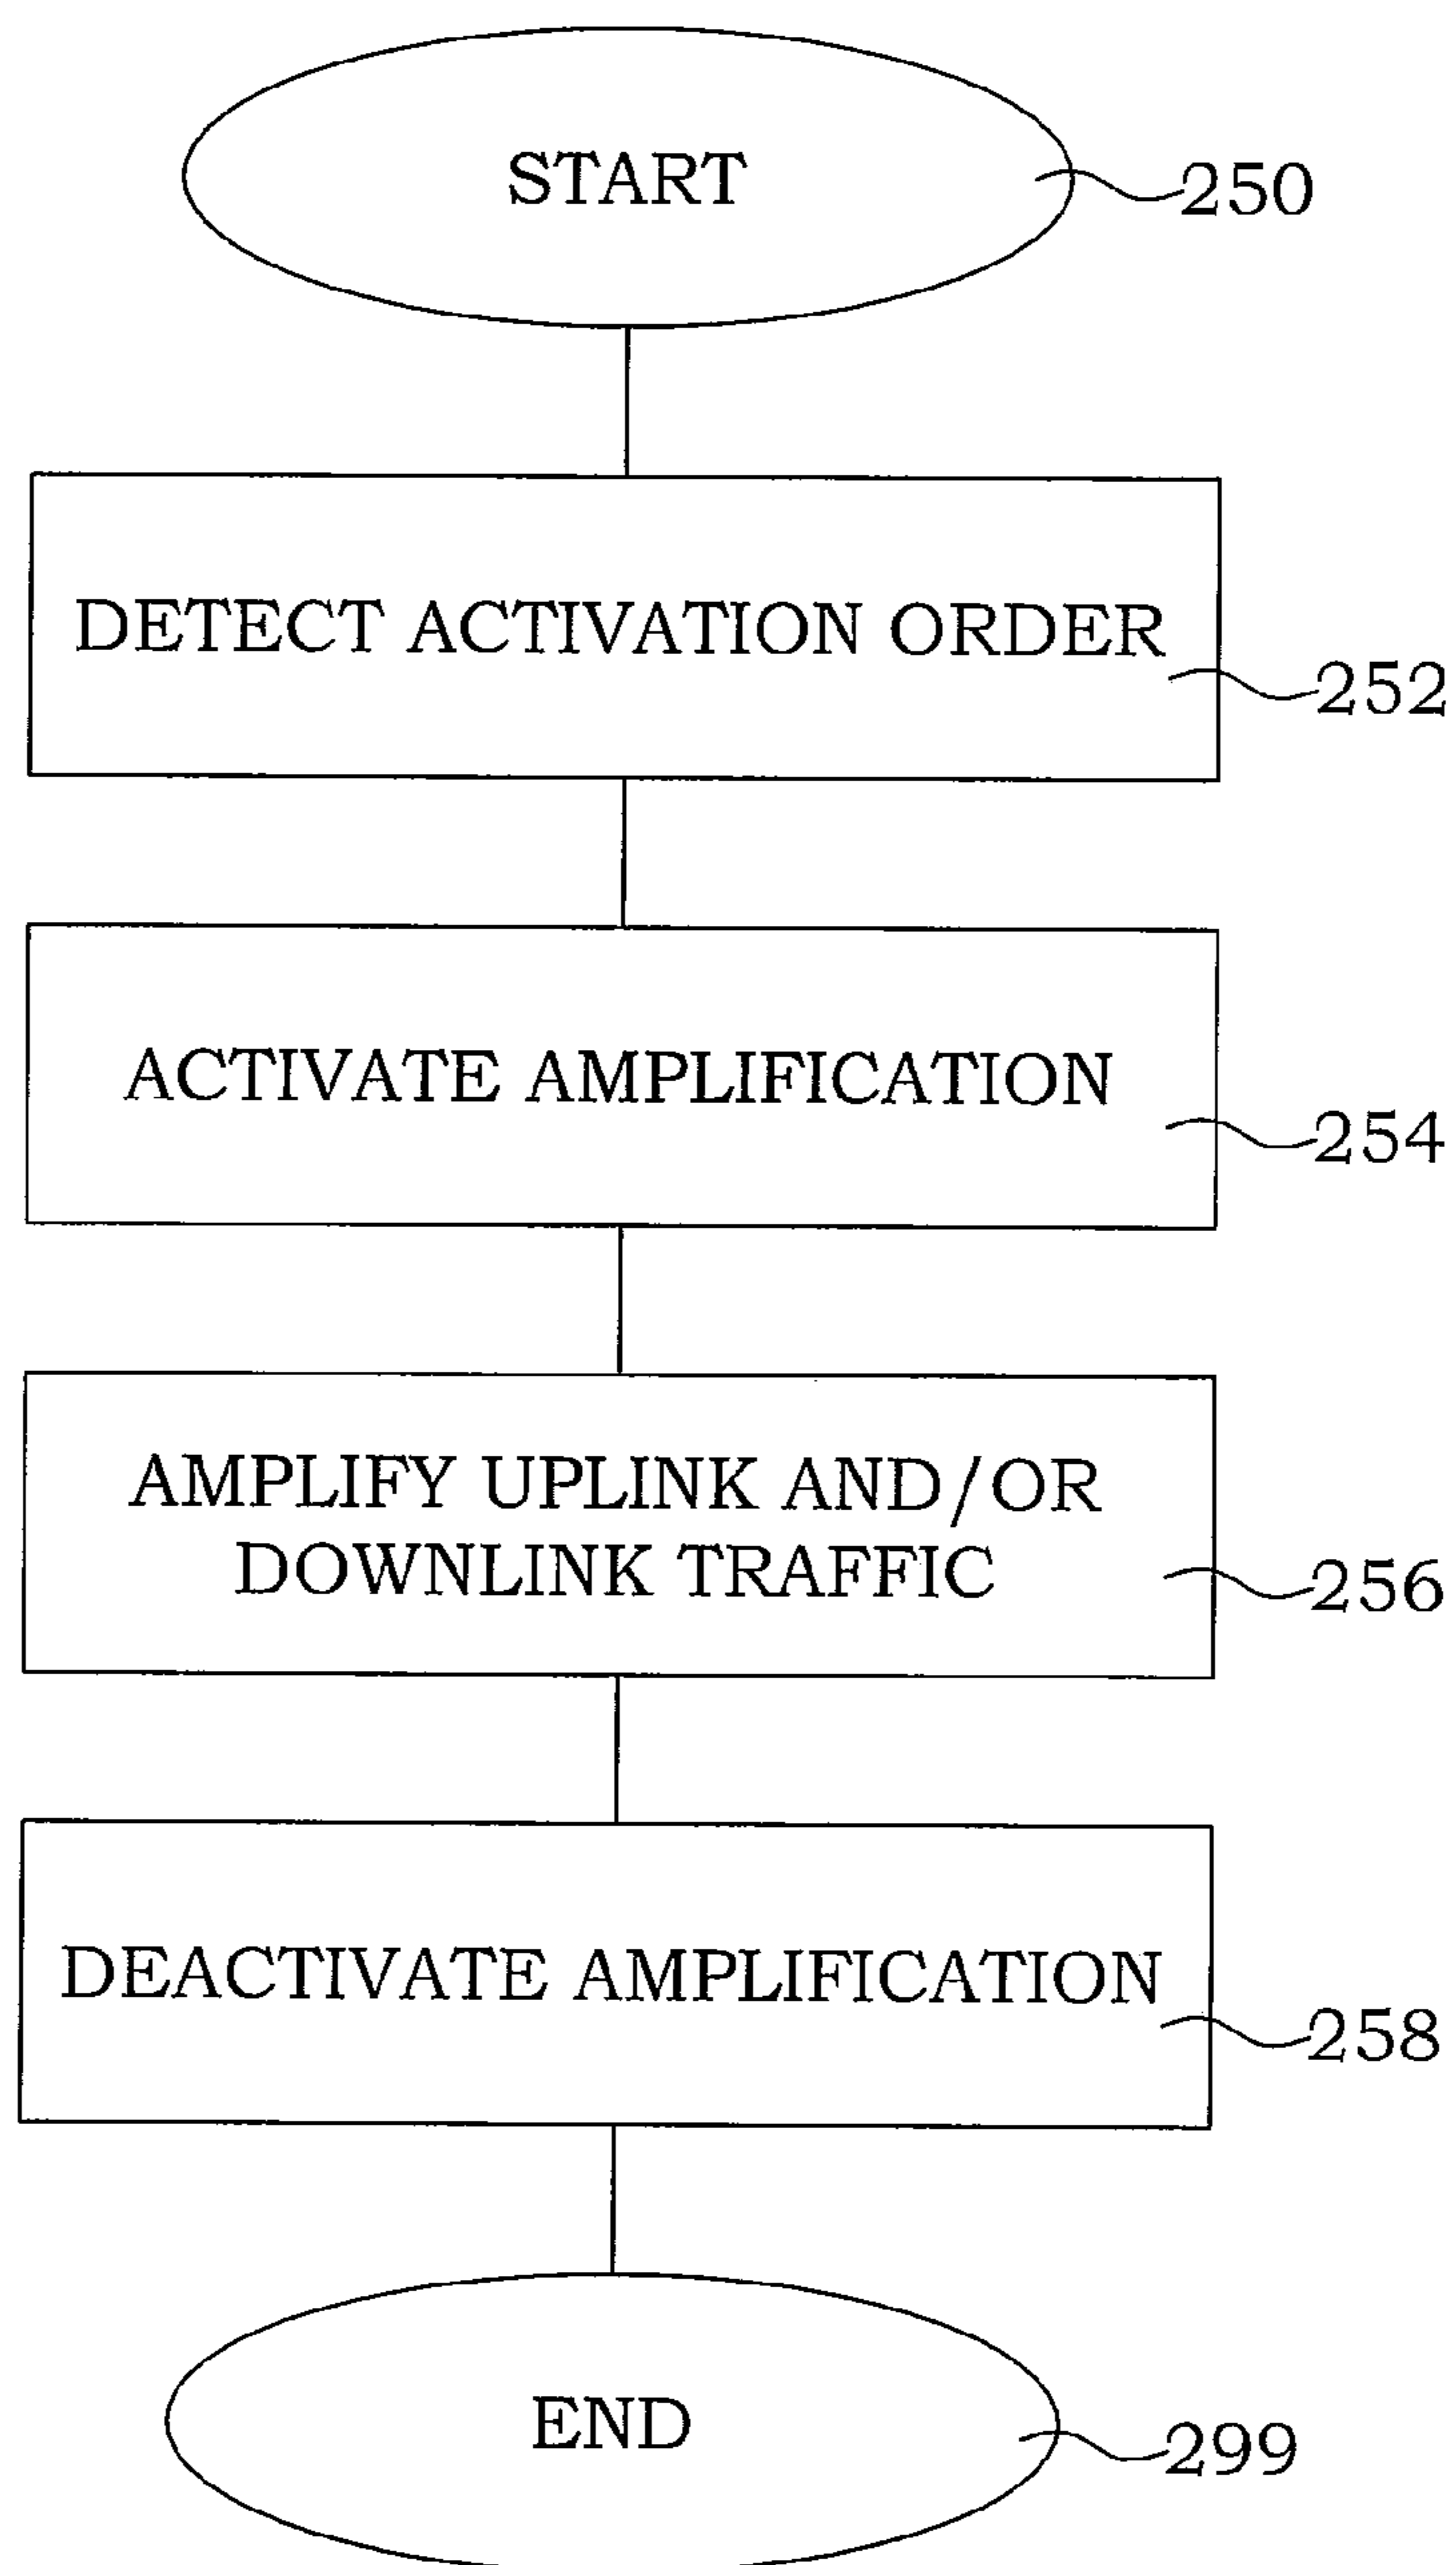 START
250
DETECT ACTIVATION ORDER
252
ACTIVATE AMPLIFICATION
254
AMPLIFY UPLINK AND/OR
DOWNLINK TRAFFIC
256
DEACTIVATE AMPLIFICATION
258
END
299